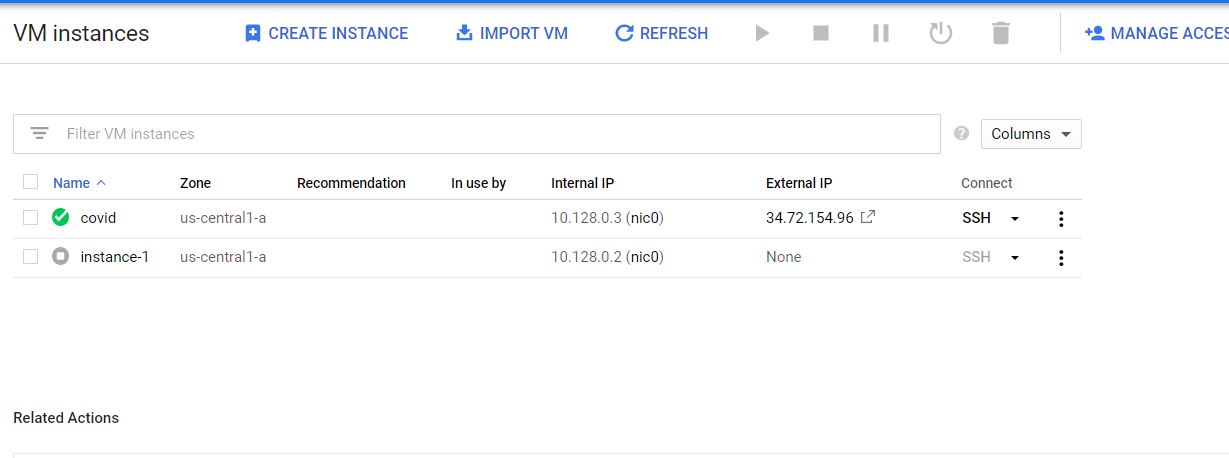 VM instances CREATE INSTANCE IMPORT VM REFRESH MANAGE ACCES
Filter VM instances Columns
Name Zone Recommendation In use by Internal IP External IP Connect
covid us-central1-a 10.128.0.3 (nic0) 34.72.154.96 SSH
instance-1 us-central1-a 10.128.0.2 (nic0) None SSH
Related Actions